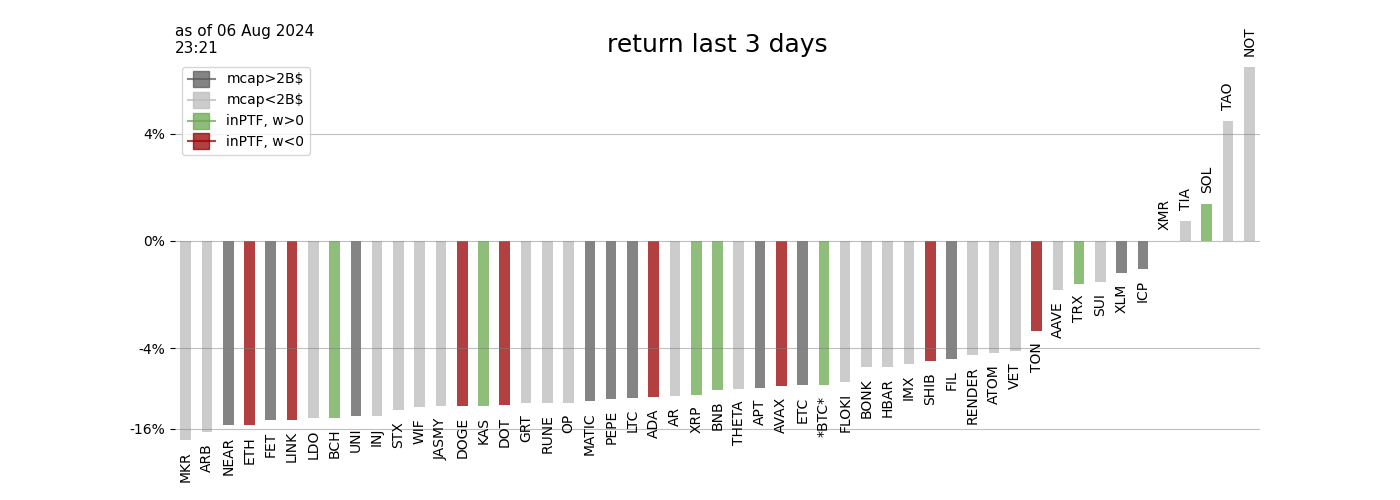 as of 06 Aug 2024
23:21
return last 3 days
mcap>2B$
mcap<2B$
inPTF, w>0
inPTF, w<0
4%
0%
-4%
-16%
MKR
ARB
NEAR
ETH
FET
LINK
LDO
BCH
UNI
INJ
STX
WIF
JASMY
DOGE
KAS
DOT
GRT
RUNE
OP
MATIC
PEPE
LTC
ADA
AR
XRP
BNB
THETA
APT
AVAX
ETC
*BTC*
FLOKI
BONK
HBAR
IMX
SHIB
FIL
RENDER
ATOM
VET
TON
AAVE
TRX
SUI
XLM
ICP
XMR
TIA
SOL
TAO
NOT